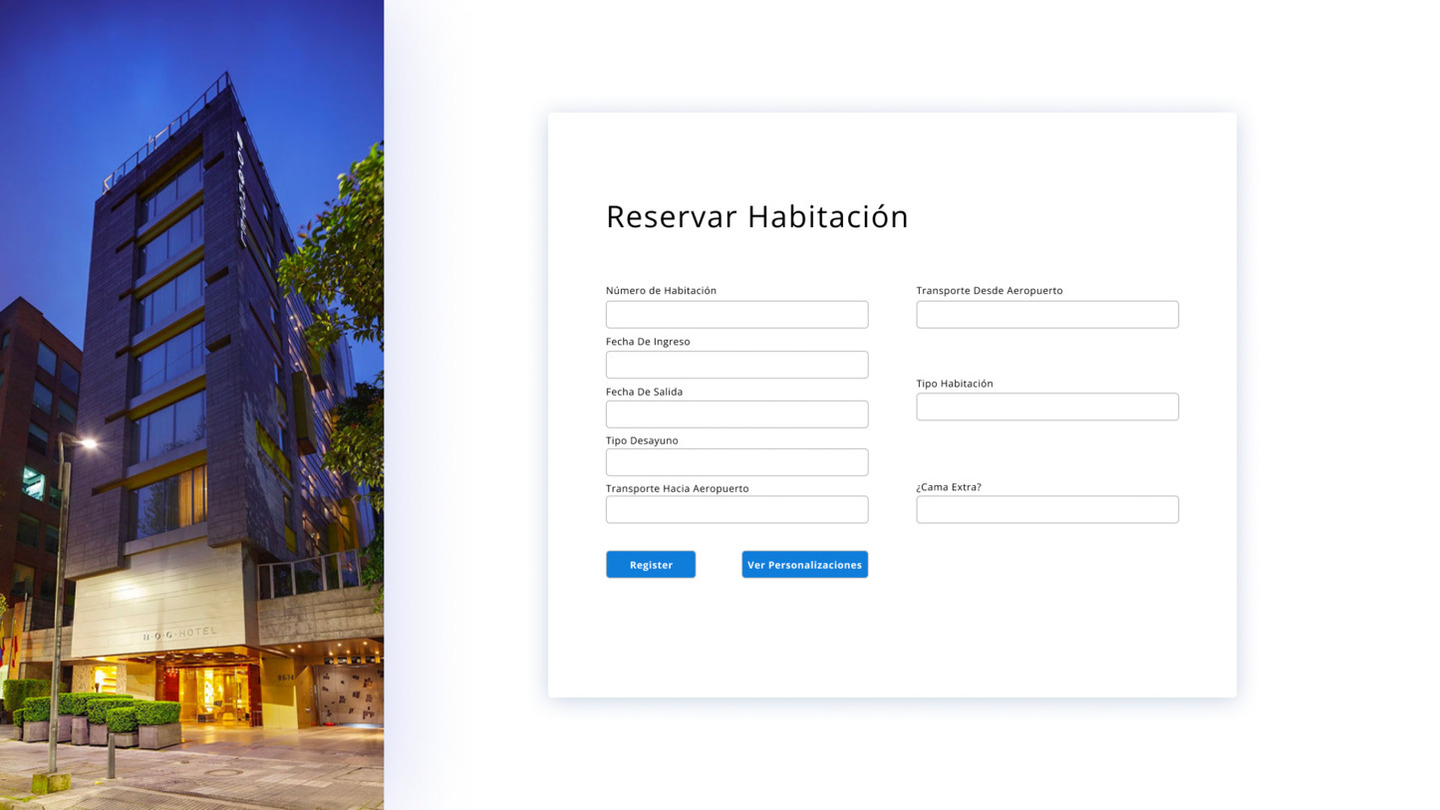 H·O·G·HOTEL
Reservar Habitación
Número de Habitación
Fecha De Ingreso
Fecha De Salida
Tipo Desayuno
Transporte Hacia Aeropuerto
Register
Ver Personalizaciones
Transporte Desde Aeropuerto
Tipo Habitación
¿Cama Extra?